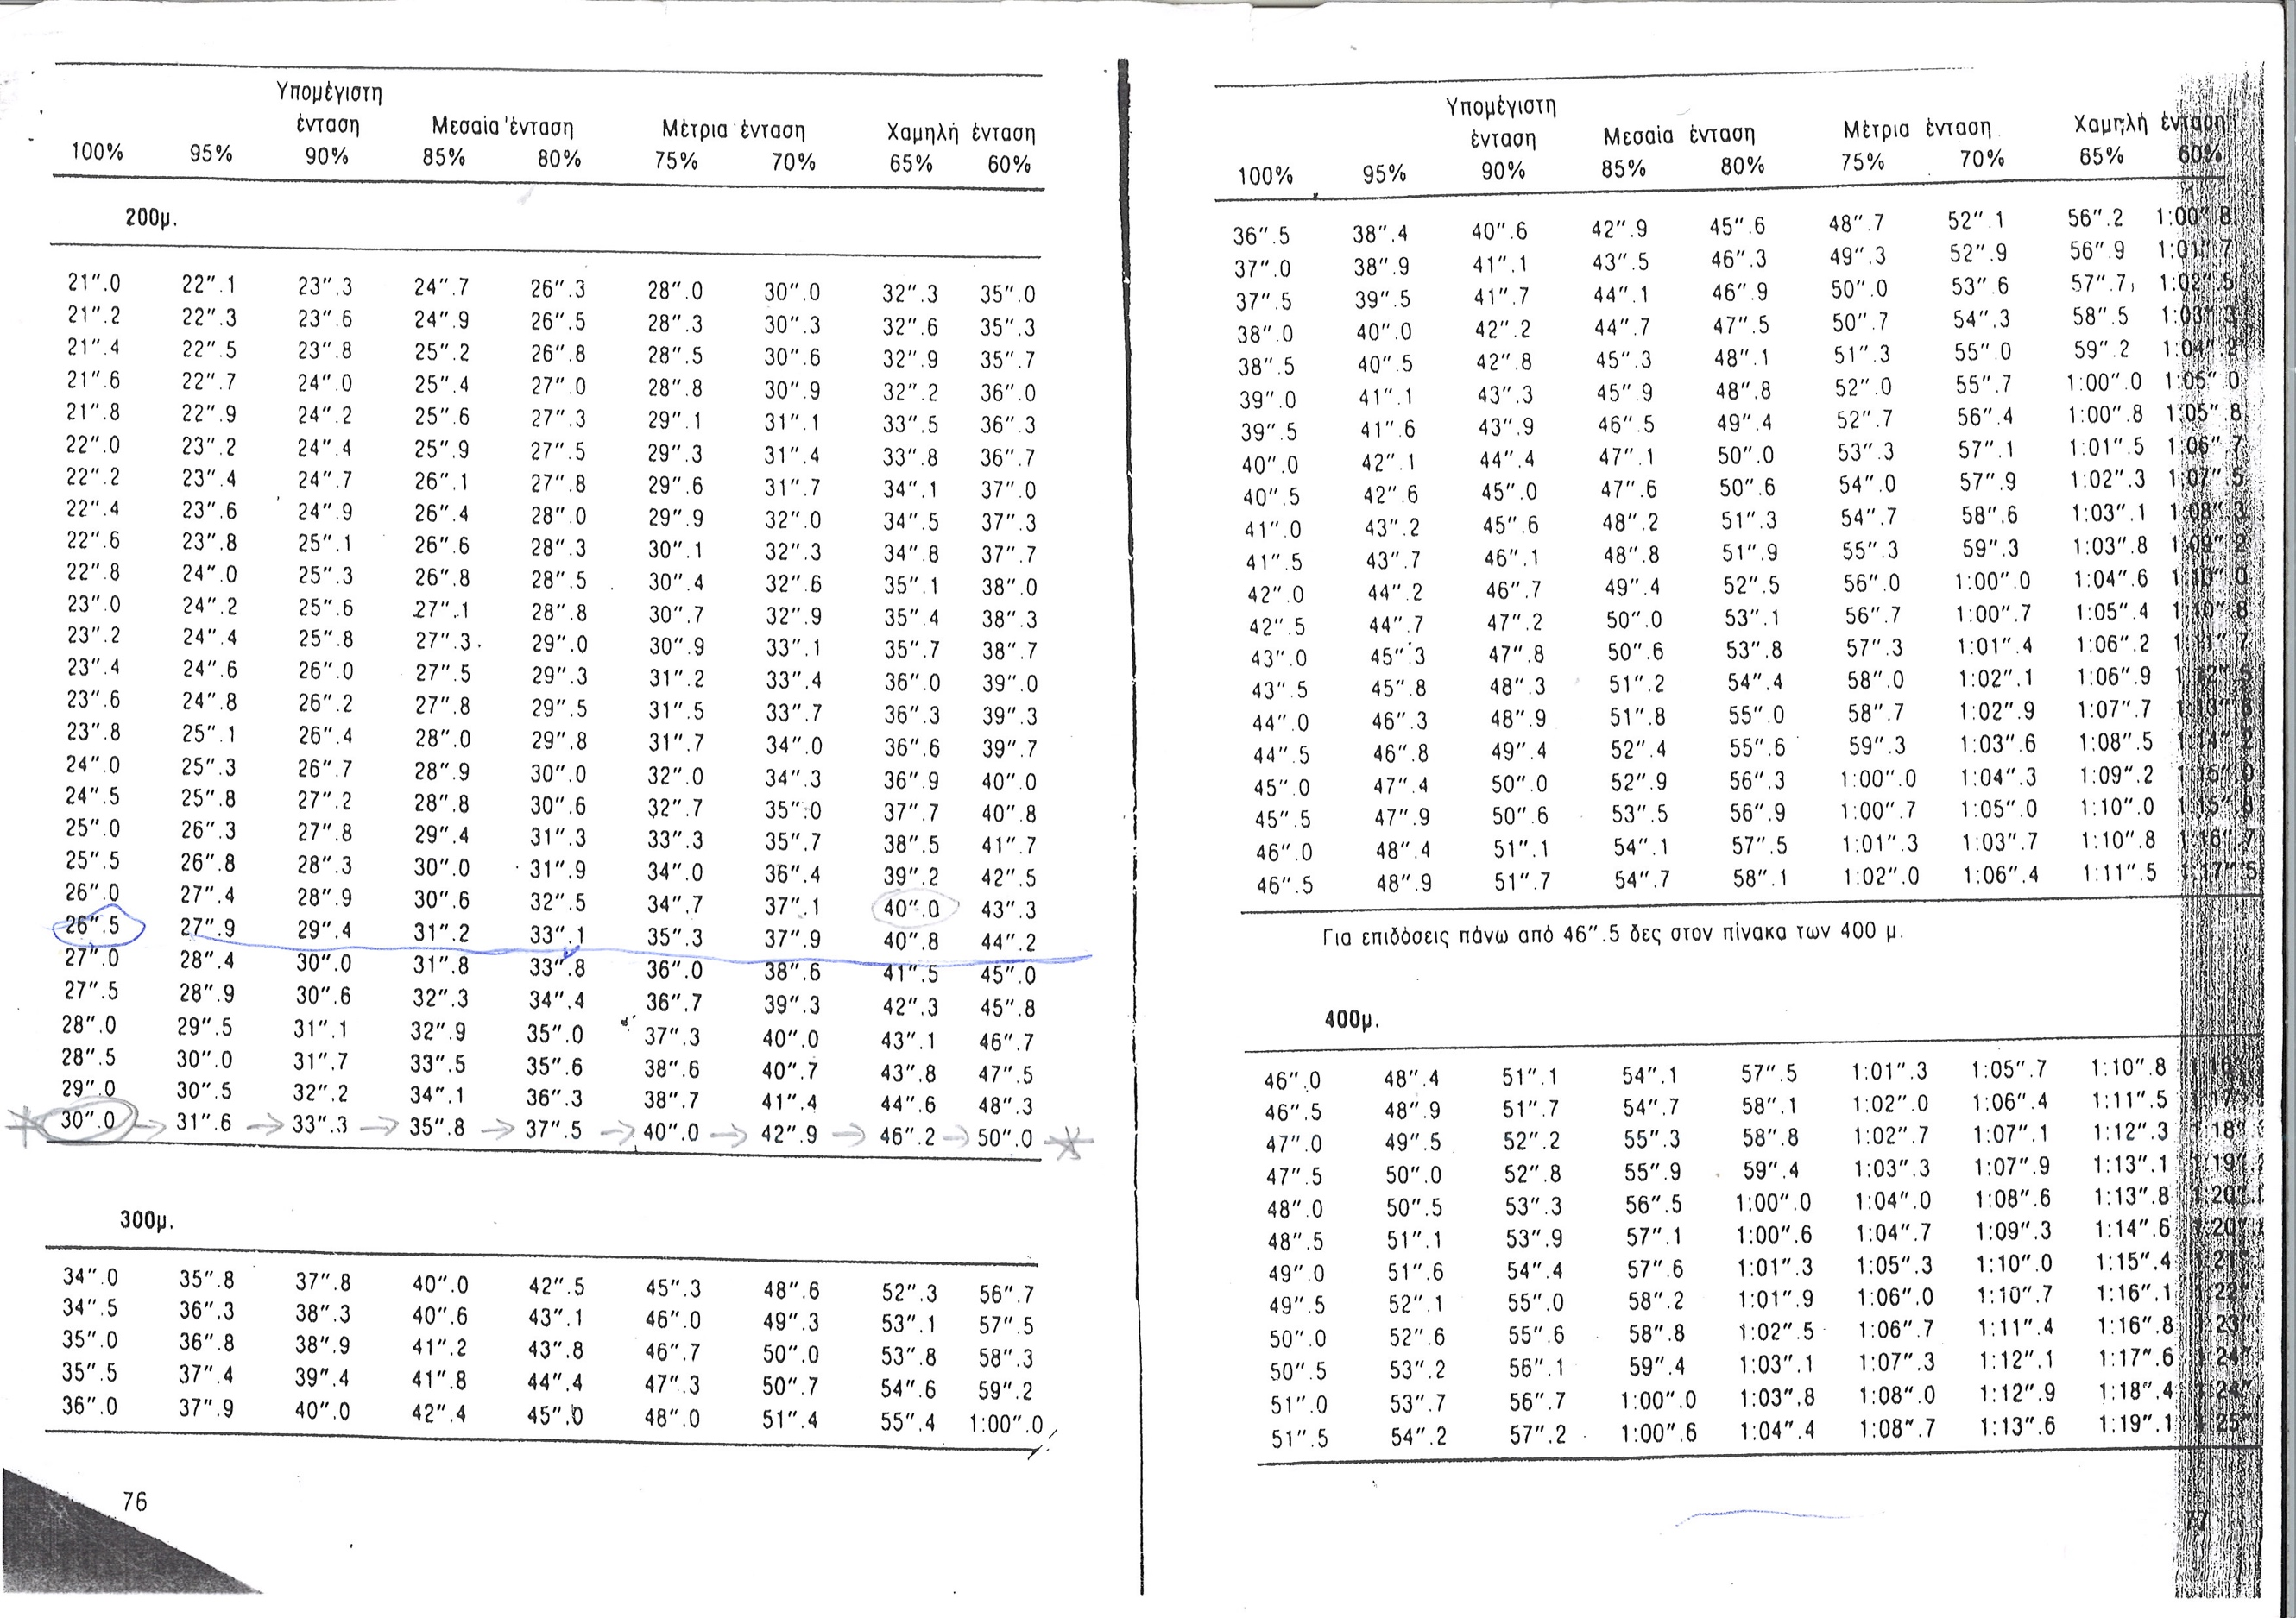 Υπομέγιστη
ένταση Μεσαία ένταση Μέτρια ένταση Χαμηλή ένταση
100% 95% 90% 85% 80% 75% 70% 65% 60%
200μ.
21".0 22".1 23".3 24".7 26".3 28".0 30".0 32".3 35".0
21".2 22".3 23".6 24".9 26".5 28".3 30".3 32".6 35".3
21".4 22".5 23".8 25".2 26".8 28".5 30".6 32".9 35".7
21".6 22".7 24".0 25".4 27".0 28".8 30".9 32".2 36".0
21".8 22".9 24".2 25".6 27".3 29".1 31".1 33".5 36".3
22".0 23".2 24".4 25".9 27".5 29".3 31".4 33".8 36".7
22".2 23".4 24".7 26".1 27".8 29".6 31".7 34".1 37".0
22".4 23".6 24".9 26".4 28".0 29".9 32".0 34".5 37".3
22".6 23".8 25".1 26".6 28".3 30".1 32".3 34".8 37".7
22".8 24".0 25".3 26".8 28".5 30".4 32".6 35".1 38".0
23".0 24".2 25".6 27".1 28".8 30".7 32".9 35".4 38".3
23".2 24".4 25".8 27".3 29".0 30".9 33".1 35".7 38".7
23".4 24".6 26".0 27".5 29".3 31".2 33".4 36".0 39".0
23".6 24".8 26".2 27".8 29".5 31".5 33".7 36".3 39".3
23".8 25".1 26".4 28".0 29".8 31".7 34".0 36".6 39".7
24".0 25".3 26".7 28".9 30".0 32".0 34".3 36".9 40".0
24".5 25".8 27".2 28".8 30".6 32".7 35".0 37".7 40".8
25".0 26".3 27".8 29".4 31".3 33".3 35".7 38".5 41".7
25".5 26".8 28".3 30".0 31".9 34".0 36".4 39".2 42".5
26".0 27".4 28".9 30".6 32".5 34".7 37".1 40".0 43".3
26".5 27".9 29".4 31".2 33".1 35".3 37".9 40".8 44".2
27".0 28".4 30".0 31".8 33".8 36".0 38".6 41".5 45".0
27".5 28".9 30".6 32".3 34".4 36".7 39".3 42".3 45".8
28".0 29".5 31".1 32".9 35".0 37".3 40".0 43".1 46".7
28".5 30".0 31".7 33".5 35".6 38".6 40".7 43".8 47".5
29".0 30".5 32".2 34".1 36".3 38".7 41".4 44".6 48".3
30".0 31".6 33".3 35".8 37".5 40".0 42".9 46".2 50".0
300μ.
34".0 35".8 37".8 40".0 42".5 45".3 48".6 52".3 56".7
34".5 36".3 38".3 40".6 43".1 46".0 49".3 53".1 57".5
35".0 36".8 38".9 41".2 43".8 46".7 50".0 53".8 58".3
35".5 37".4 39".4 41".8 44".4 47".3 50".7 54".6 59".2
36".0 37".9 40".0 42".4 45".0 48".0 51".4 55".4 1:00".0
76
Υπομέγιστη
ένταση Μεσαία ένταση Μέτρια ένταση Χαμηλή ένταση
100% 95% 90% 85% 80% 75% 70% 65% 60%
36".5 38".4 40".6 42".9 45".6 48".7 52".1 56".2 1:00".8
37".0 38".9 41".1 43".5 46".3 49".3 52".9 56".9 1:01".7
37".5 39".5 41".7 44".1 46".9 50".0 53".6 57".7 1:02".5
38".0 40".0 42".2 44".7 47".5 50".7 54".3 58".5 1:03".3
38".5 40".5 42".8 45".3 48".1 51".3 55".0 59".2 1:04".2
39".0 41".1 43".3 45".9 48".8 52".0 55".7 1:00".0 1:05".0
39".5 41".6 43".9 46".5 49".4 52".7 56".4 1:00".8 1:05".8
40".0 42".1 44".4 47".1 50".0 53".3 57".1 1:01".5 1:06".7
40".5 42".6 45".0 47".6 50".6 54".0 57".9 1:02".3 1:07".5
41".0 43".2 45".6 48".2 51".3 54".7 58".6 1:03".1 1:08".3
41".5 43".7 46".1 48".8 51".9 55".3 59".3 1:03".8 1:09".2
42".0 44".2 46".7 49".4 52".5 56".0 1:00".0 1:04".6 1:10".0
42".5 44".7 47".2 50".0 53".1 56".7 1:00".7 1:05".4 1:10".8
43".0 45".3 47".8 50".6 53".8 57".3 1:01".4 1:06".2 1:11".7
43".5 45".8 48".3 51".2 54".4 58".0 1:02".1 1:06".9 1:12".5
44".0 46".3 48".9 51".8 55".0 58".7 1:02".9 1:07".7
44".5 46".8 49".4 52".4 55".6 59".3 1:03".6 1:08".5 1:14".2
45".0 47".4 50".0 52".9 56".3 1:00".0 1:04".3 1:09".2 1:15".0
45".5 47".9 50".6 53".5 56".9 1:00".7 1:05".0 1:10".0 1:15".8
46".0 48".4 51".1 54".1 57".5 1:01".3 1:03".7 1:10".8 1:16".7
46".5 48".9 51".7 54".7 58".1 1:02".0 1:06".4 1:11".5 1:17".5
Για επιδόσεις πάνω από 46".5 δες στον πίνακα των 400 μ.
400μ.
46".0 48".4 51".1 54".1 57".5 1:01".3 1:05".7 1:10".8
46".5 48".9 51".7 54".7 58".1 1:02".0 1:06".4 1:11".5
47".0 49".5 52".2 55".3 58".8 1:02".7 1:07".1 1:12".3
47".5 50".0 52".8 55".9 59".4 1:03".3 1:07".9 1:13".1
48".0 50".5 53".3 56".5 1:00".0 1:04".0 1:08".6 1:13".8
48".5 51".1 53".9 57".1 1:00".6 1:04".7 1:09".3 1:14".6
49".0 51".6 54".4 57".6 1:01".3 1:05".3 1:10".0 1:15".4
49".5 52".1 55".0 58".2 1:01".9 1:06".0 1:10".7 1:16".1
50".0 52".6 55".6 58".8 1:02".5 1:06".7 1:11".4 1:16".8
50".5 53".2 56".1 59".4 1:03".1 1:07".3 1:12".1 1:17".6
51".0 53".7 56".7 1:00".0 1:03".8 1:08".0 1:12".9 1:18".4
51".5 54".2 57".2 1:00".6 1:04".4 1:08".7 1:13".6 1:19".1
77